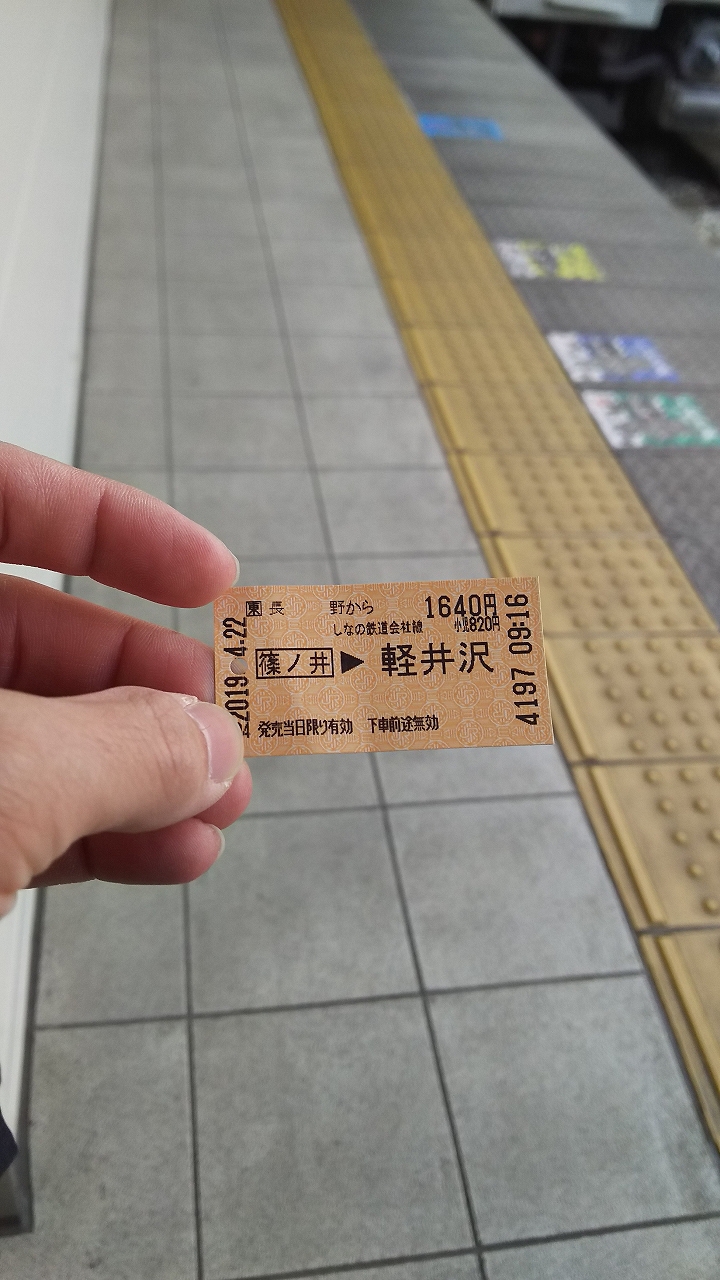 東 長 野から 1640円
しなの鉄道会社線 小児820円
篠ノ井 ▶ 軽井沢
発売当日限り有効 下車前途無効
2019 4.22
4197 09:16